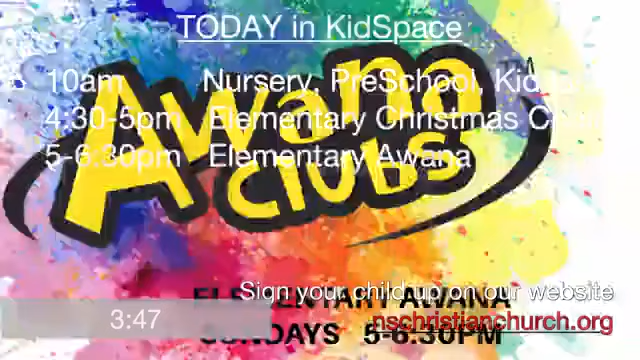 TODAY in KidSpace
10am Nursery, PreSchool,
4:30-5pm Elementary Christmas
5-6:30pm Elementary Awana
Awana
Clubs
Sign your child up on our website
ELEMENTARY AWANA
3:47
nschristianchurch.org
SUNDAYS 5-6:30PM